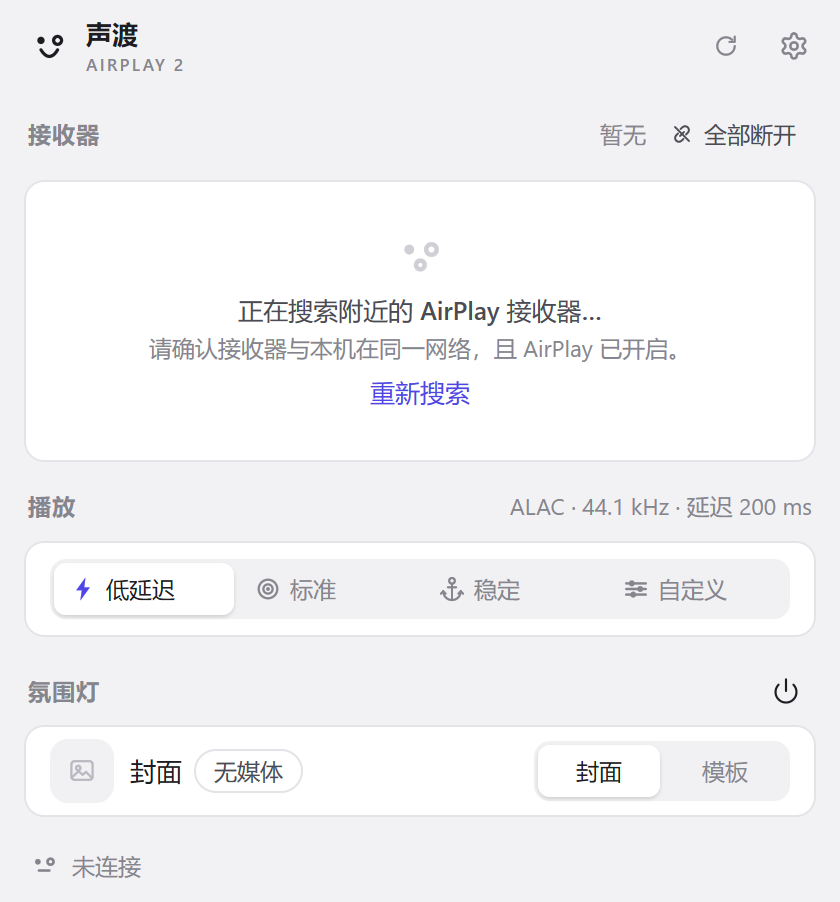 声渡
AIRPLAY 2
接收器 暂无 全部断开
正在搜索附近的 AirPlay 接收器...
请确认接收器与本机在同一网络，且 AirPlay 已开启。
重新搜索
播放 ALAC · 44.1 kHz · 延迟 200 ms
低延迟 标准 稳定 自定义
氛围灯
封面 无媒体 封面 模板
未连接